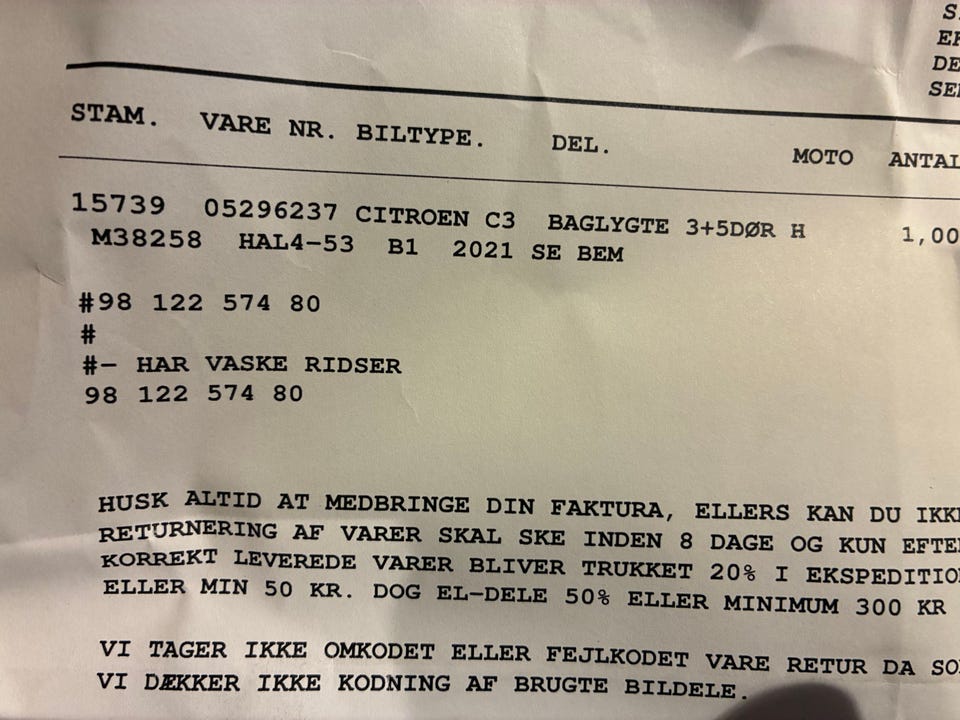 STAM. VARE NR. BILTYPE. DEL. MOTO
15739 05296237 CITROEN C3 BAGLYGTE 3+5DØR H 1,00
M38258 HAL4-53 B1 2021 SE BEM
#98 122 574 80
#
#- HAR VASKE RIDSER
98 122 574 80
HUSK ALTID AT MEDBRINGE DIN FAKTURA, ELLERS KAN DU
RETURNERING AF VARER SKAL SKE INDEN 8 DAGE OG KUN
KORREKT LEVEREDE VARER BLIVER TRUKKET 20% I
ELLER MIN 50 KR. DOG EL-DELE 50% ELLER MINIMUM 300 KR
VI TAGER IKKE OMKODET ELLER FEJLKODET VARE RETUR DA
VI DÆKKER IKKE KODNING AF BRUGTE BILDELE.